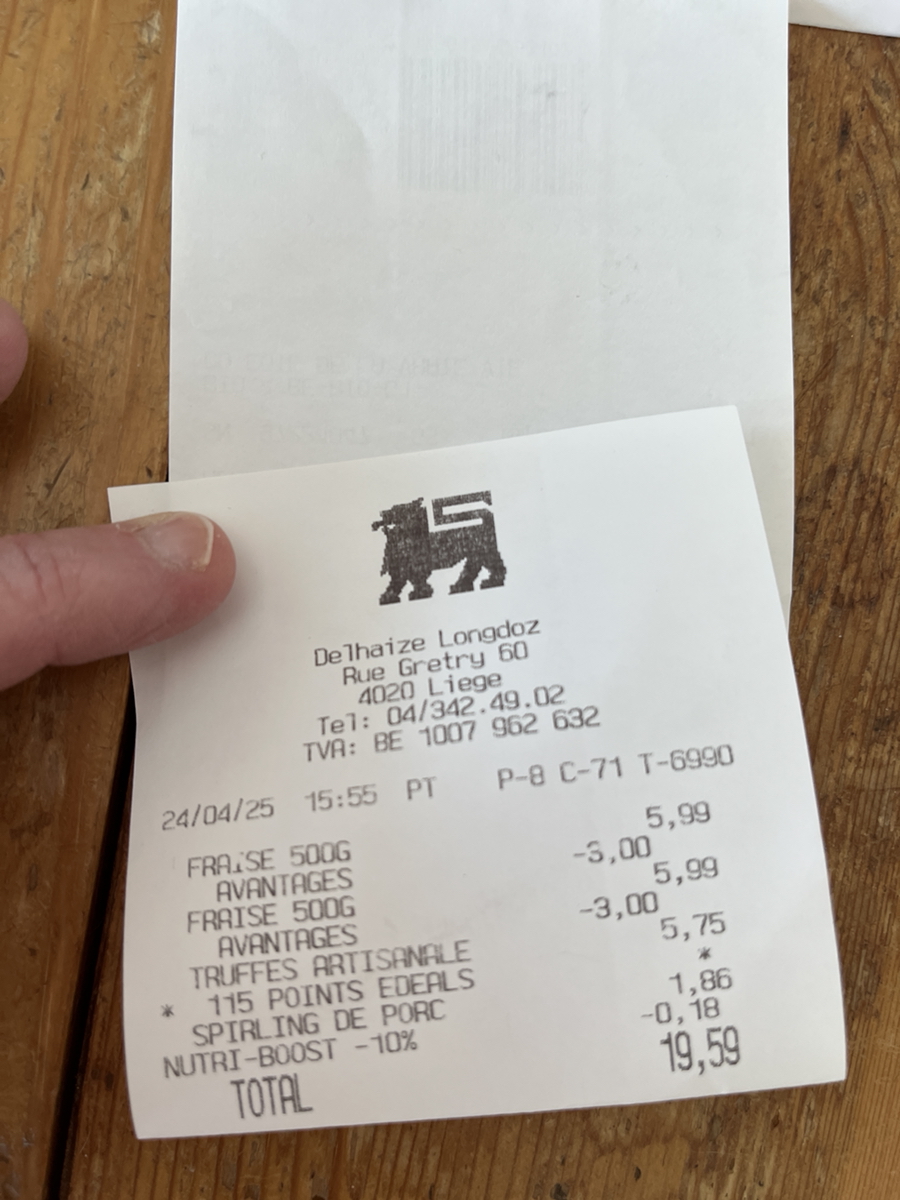 Delhaize Longdoz
Rue Gretry 60
4020 Liege
Tel: 04/342.49.02
TVA: BE 1007 962 632
24/04/25 15:55 PT P-8 C-71 T-6990
FRAISE 500G 5,99
AVANTAGES -3,00
FRAISE 500G 5,99
AVANTAGES -3,00
TRUFFES ARTISANALE 5,75
* 115 POINTS EDEALS *
SPIRLING DE PORC 1,86
NUTRI-BOOST -10% -0,18
TOTAL 19,59